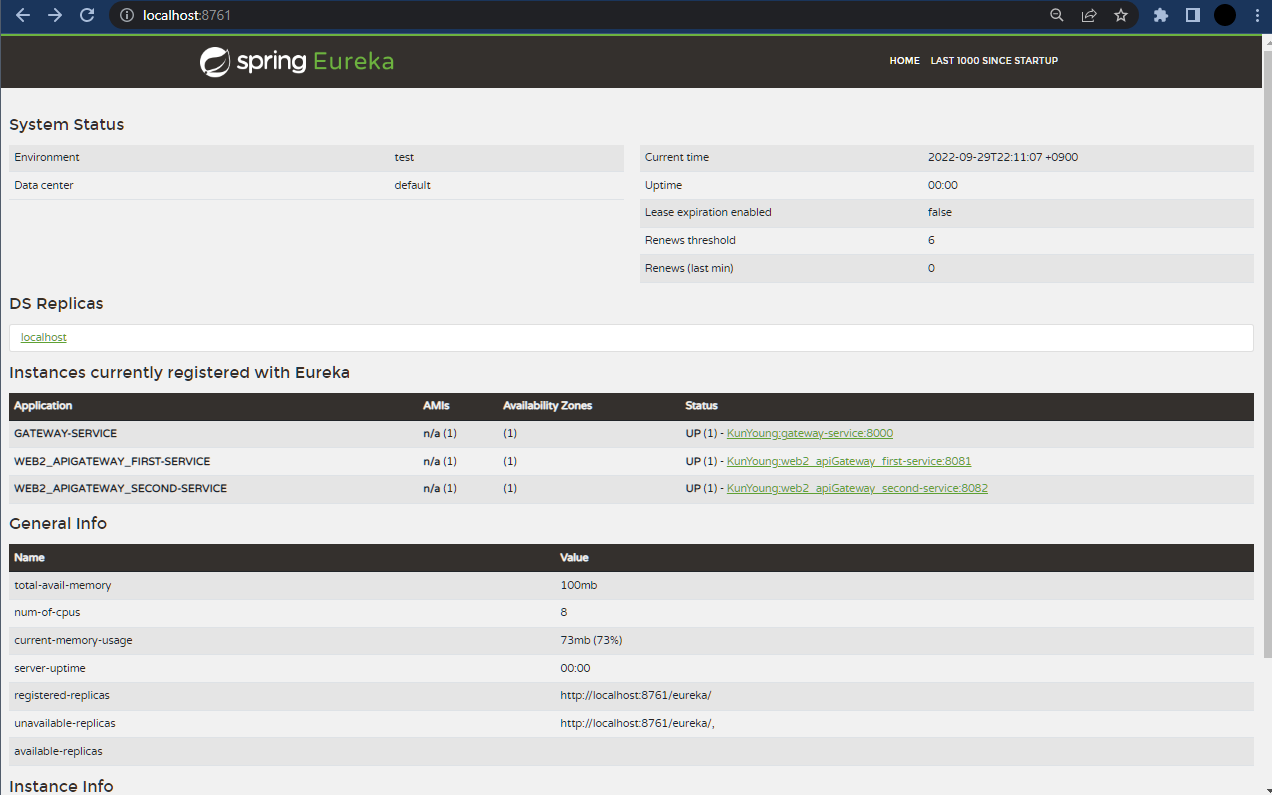 localhost:8761
spring Eureka
HOME LAST 1000 SINCE STARTUP
System Status
Environment test
Data center default
Current time 2022-09-29T22:11:07 +0900
Uptime 00:00
Lease expiration enabled false
Renews threshold 6
Renews (last min) 0
DS Replicas
localhost
Instances currently registered with Eureka
Application AMIs Availability Zones Status
GATEWAY-SERVICE n/a (1) (1) UP (1) - KunYoung:gateway-service:8000
WEB2_APIGATEWAY_FIRST-SERVICE n/a (1) (1) UP (1) - KunYoung:web2_apiGateway_first-service:8081
WEB2_APIGATEWAY_SECOND-SERVICE n/a (1) (1) UP (1) - KunYoung:web2_apiGateway_second-service:8082
General Info
Name Value
total-avail-memory 100mb
num-of-cpus 8
current-memory-usage 73mb (73%)
server-uptime 00:00
registered-replicas http://localhost:8761/eureka/
unavailable-replicas http://localhost:8761/eureka/,
available-replicas
Instance Info